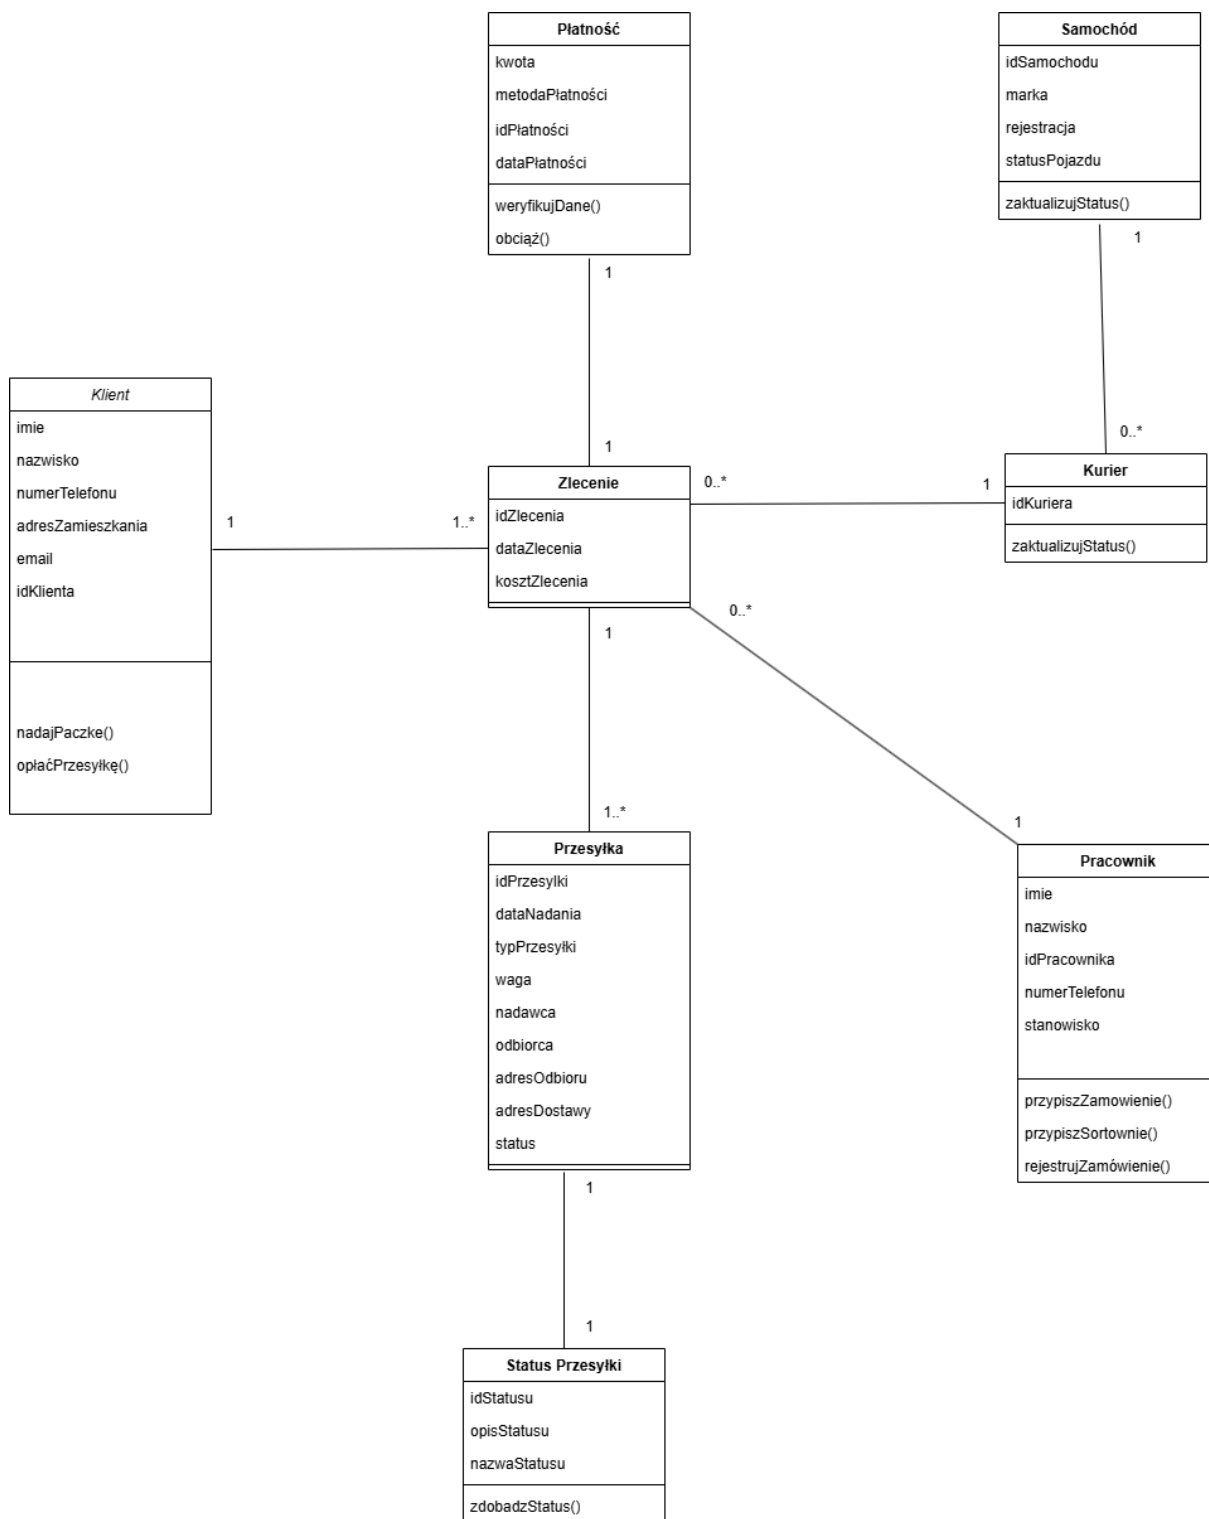 Płatność
kwota
metodaPłatności
idPłatności
dataPłatności
weryfikujDane()
obciąż()
1
1
Samochód
idSamochodu
marka
rejestracja
statusPojazdu
zaktualizujStatus()
1
0..*
Klient
imie
nazwisko
numerTelefonu
adresZamieszkania
email
idKlienta
nadajPaczke()
opłaćPrzesyłkę()
1
1..*
Zlecenie
idZlecenia
dataZlecenia
kosztZlecenia
0..*
1
Kurier
idKuriera
zaktualizujStatus()
1
0..*
1..*
1
Przesyłka
idPrzesylki
dataNadania
typPrzesyłki
waga
nadawca
odbiorca
adresOdbioru
adresDostawy
status
Pracownik
imie
nazwisko
idPracownika
numerTelefonu
stanowisko
przypiszZamowienie()
przypiszSortownie()
rejestrujZamówienie()
1
1
Status Przesyłki
idStatusu
opisStatusu
nazwaStatusu
zdobadzStatus()